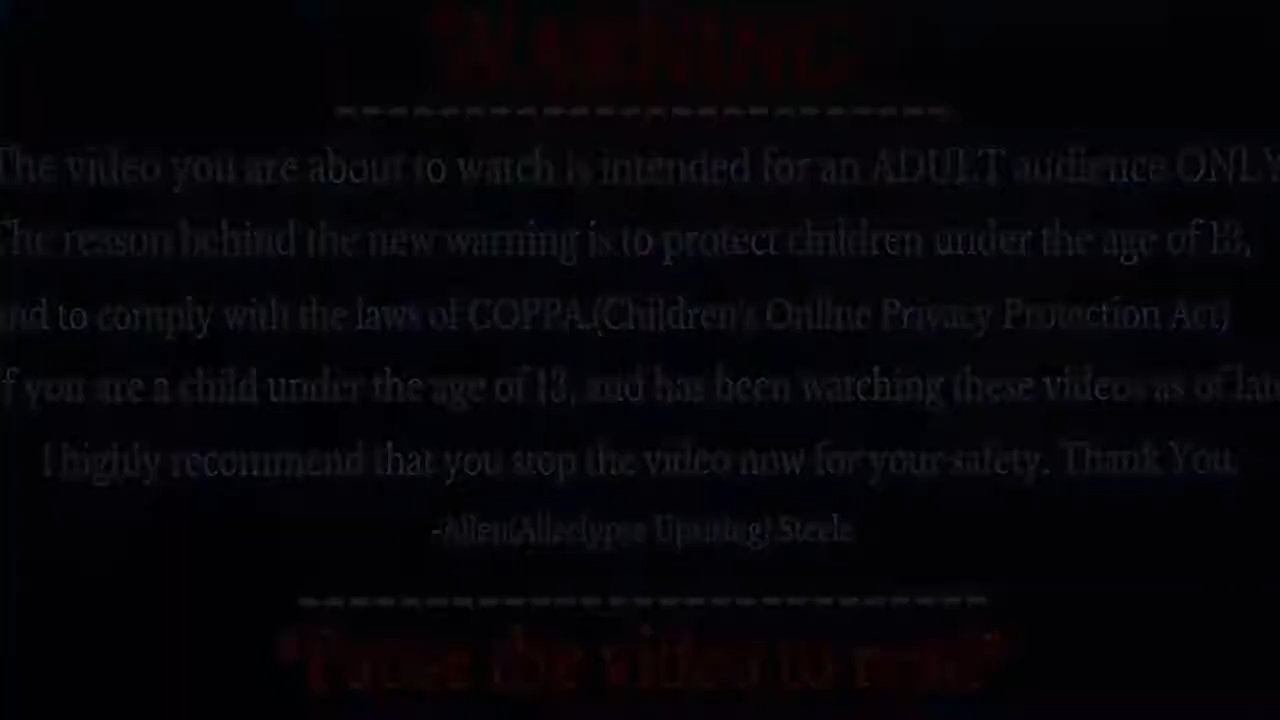 "WARNING"
------------------------
The video you are about to watch is intended for an ADULT audience ONLY
The reason behind the new warning is to protect children under the age of 13,
and to comply with the laws of COPPA.(Children's Online Privacy Protection Act)
If you are a child under the age of 13, and has been watching these videos as of late
I highly recommend that you stop the video now for your safety. Thank You.
-Allen( Uprising) Steele
---------------------------
"Pause the video to read"